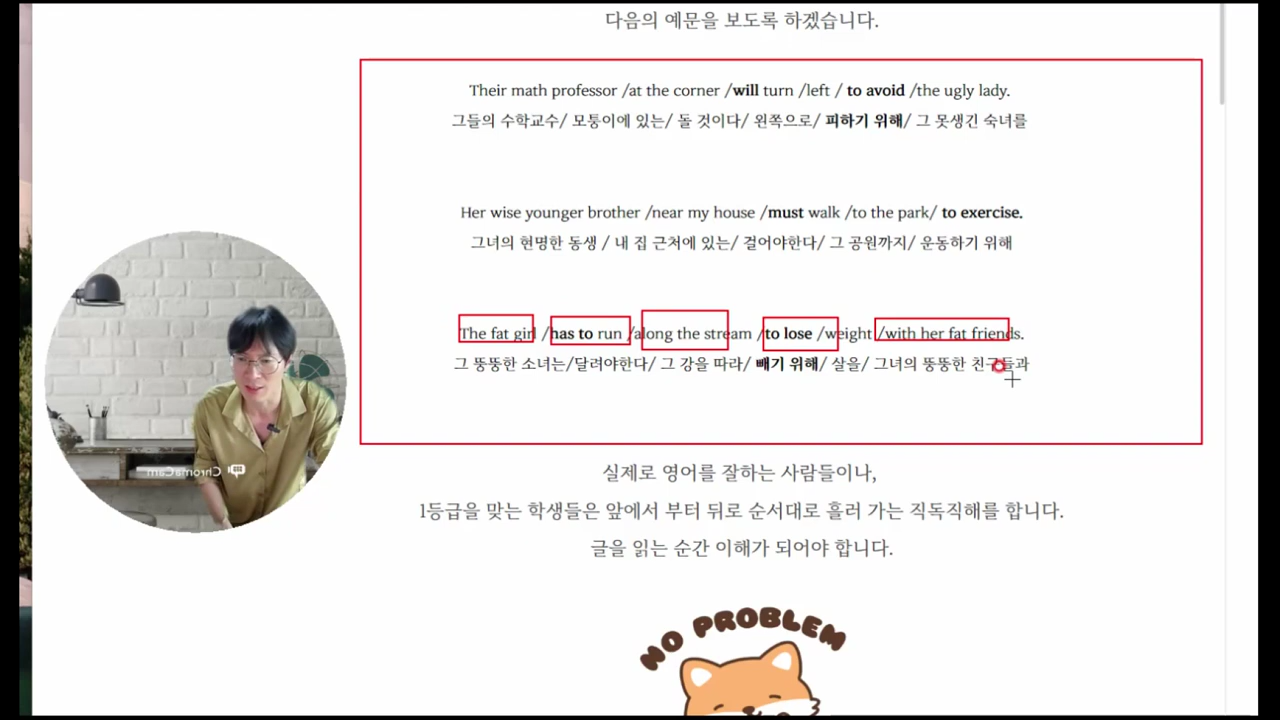 다음의 예문을 보도록 하겠습니다.
Their math professor /at the corner /will turn /left / to avoid /the ugly lady.
그들의 수학교수/ 모퉁이에 있는/ 돌 것이다/ 왼쪽으로/ 피하기 위해/ 그 못생긴 숙녀를
Her wise younger brother /near my house /must walk /to the park/ to exercise.
그녀의 현명한 동생 / 내 집 근처에 있는/ 걸어야한다/ 그 공원까지/ 운동하기 위해
The fat girl /has to run /along the stream /to lose /weight /with her fat friends.
그 뚱뚱한 소녀는/달려야한다/ 그 강을 따라/ 빼기 위해/ 살을/ 그녀의 뚱뚱한 친구들과
실제로 영어를 잘하는 사람들이나,
1등급을 맞는 학생들은 앞에서 부터 뒤로 순서대로 흘러 가는 직독직해를 합니다.
글을 읽는 순간 이해가 되어야 합니다.
NO PROBLEM
ChromaCam